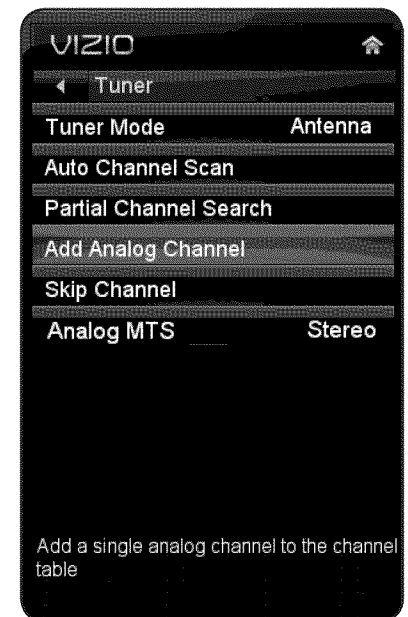 VIZIO
Tuner
Tuner Mode Antenna
Auto Channel Scan
Partial Channel Search
Add Analog Channel
Skip Channel
Analog MTS Stereo
Add a single analog channel to the channel
table